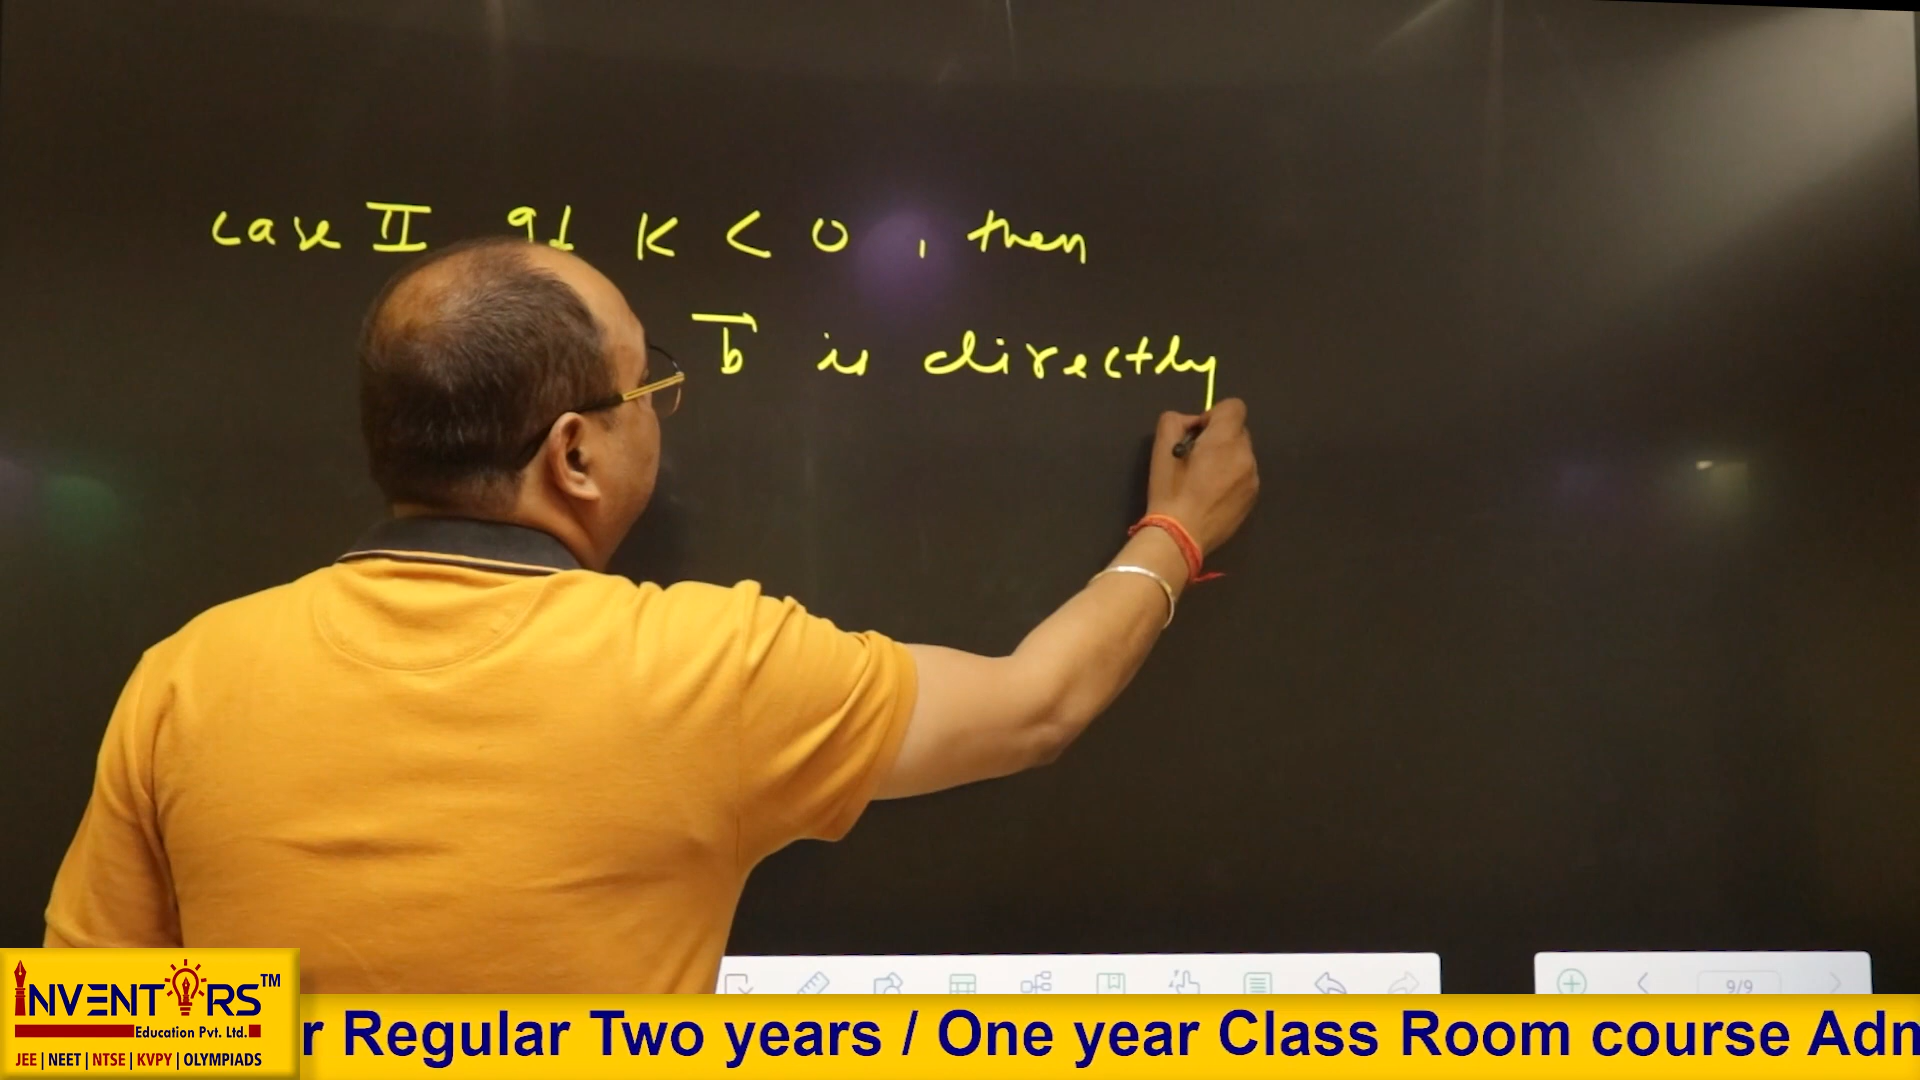 case II If K < 0 , then
b is directly
9/9
INVENTORS™
Education Pvt. Ltd.
JEE | NEET | NTSE | KVPY | OLYMPIADS
r Regular Two years / One year Class Room course Adm